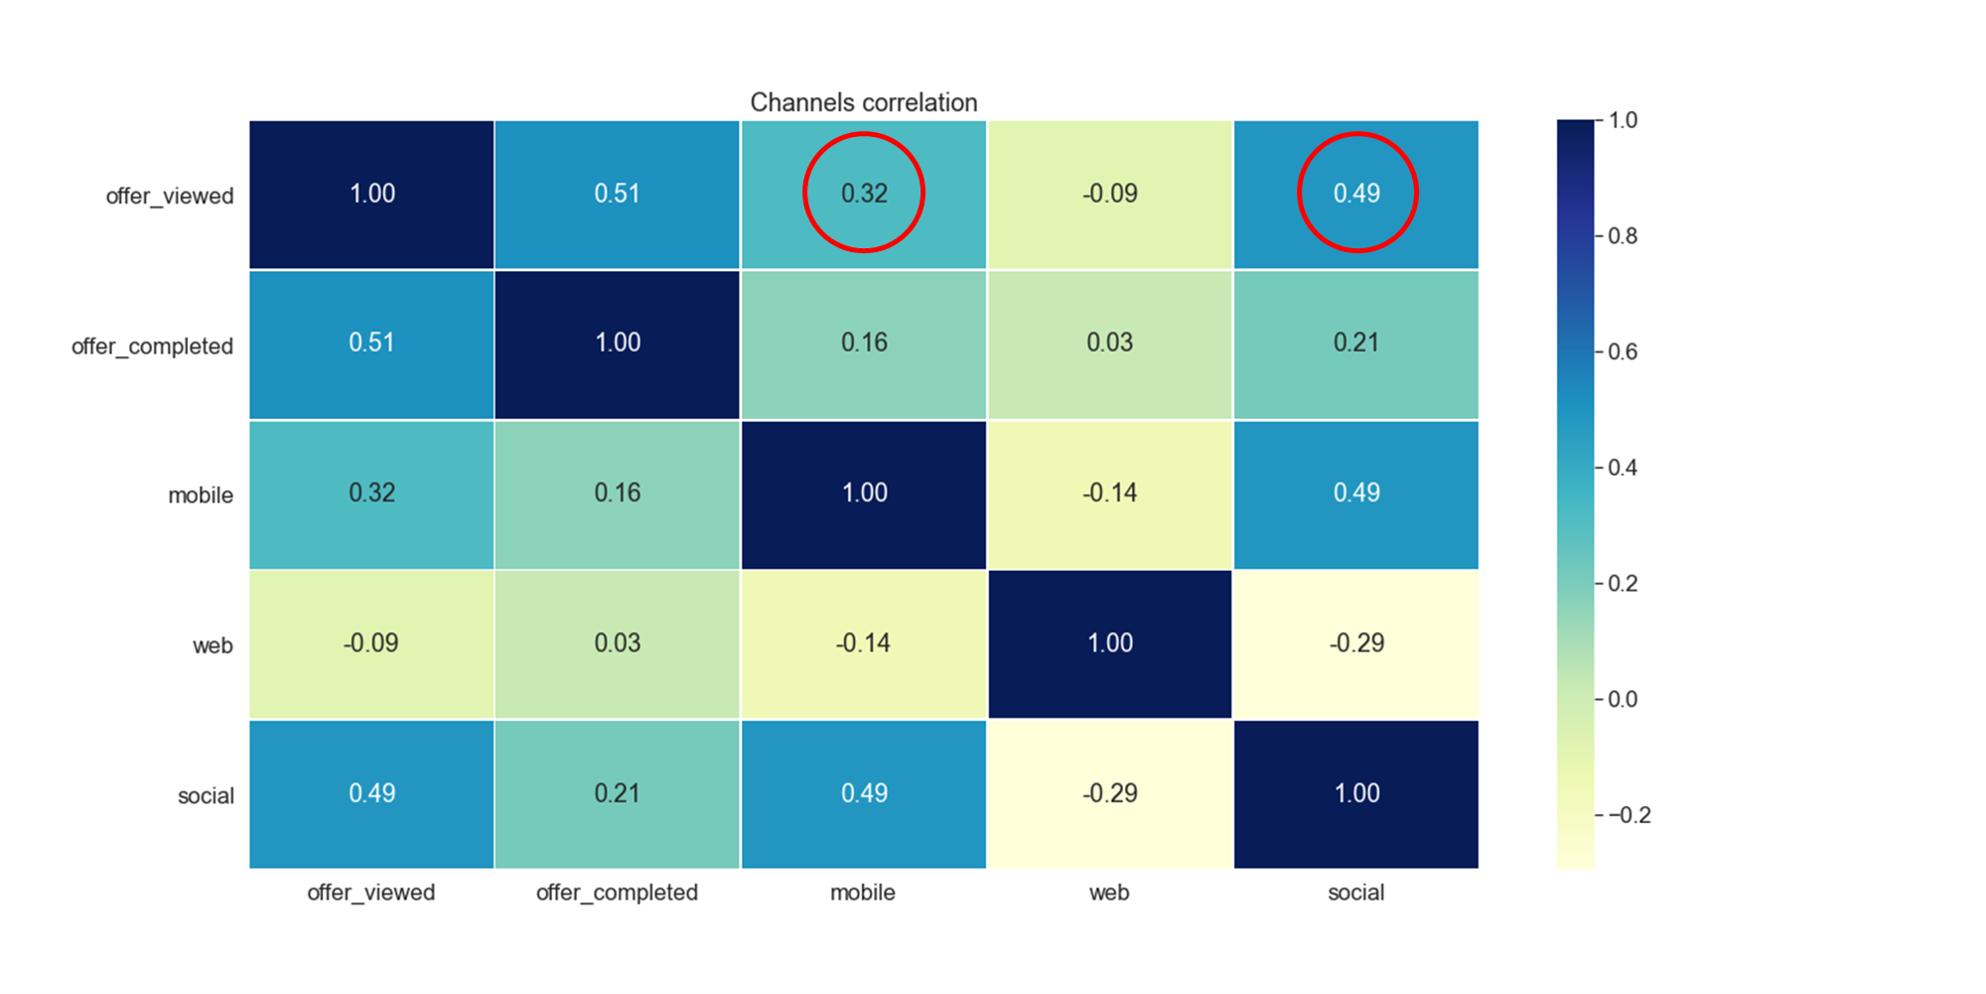 Channels correlation
1.0
offer_viewed 1.00 0.51 0.32 -0.09 0.49
0.8
offer_completed 0.51 1.00 0.16 0.03 0.21
0.6
0.4
mobile 0.32 0.16 1.00 -0.14 0.49
0.2
web -0.09 0.03 -0.14 1.00 -0.29
0.0
social 0.49 0.21 0.49 -0.29 1.00
−0.2
offer_viewed offer_completed mobile web social